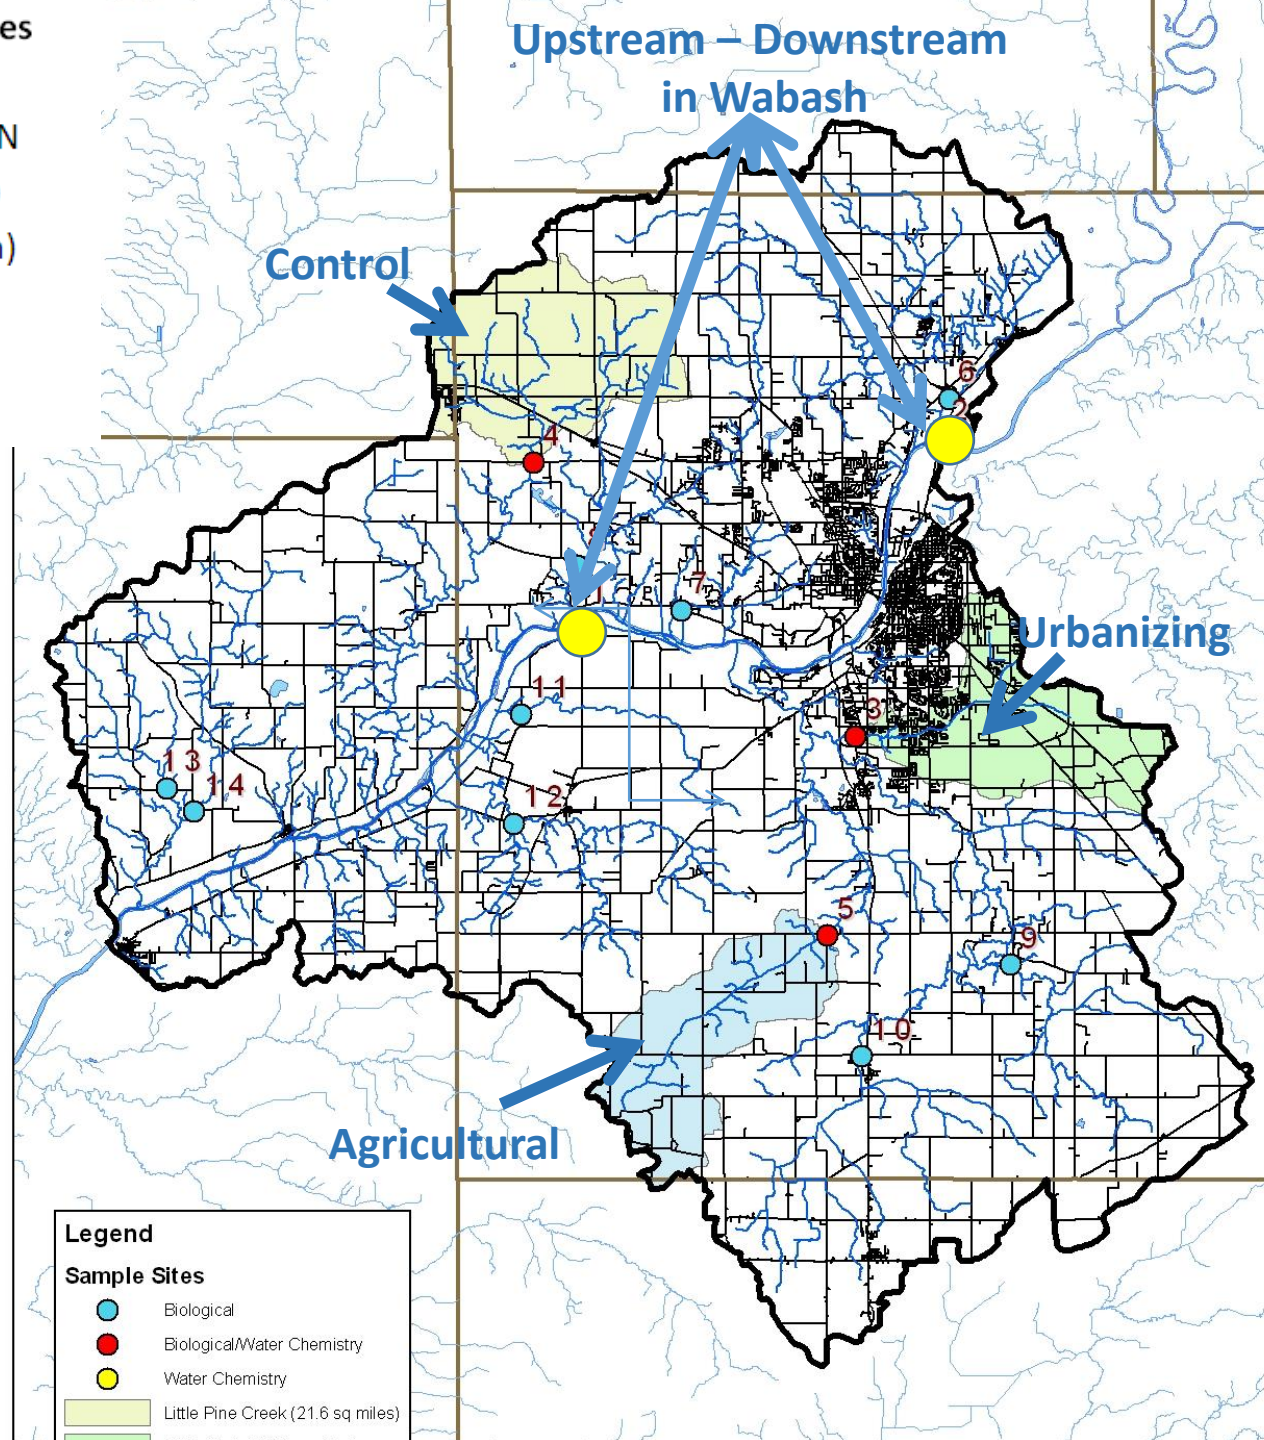 es
N
)
Upstream – Downstream
in Wabash
Control
6
2
4
7
1
Urbanizing
11
3
13
14
12
5
9
10
Agricultural
Legend
Sample Sites
Biological
Biological/Water Chemistry
Water Chemistry
Little Pine Creek (21.6 sq miles)